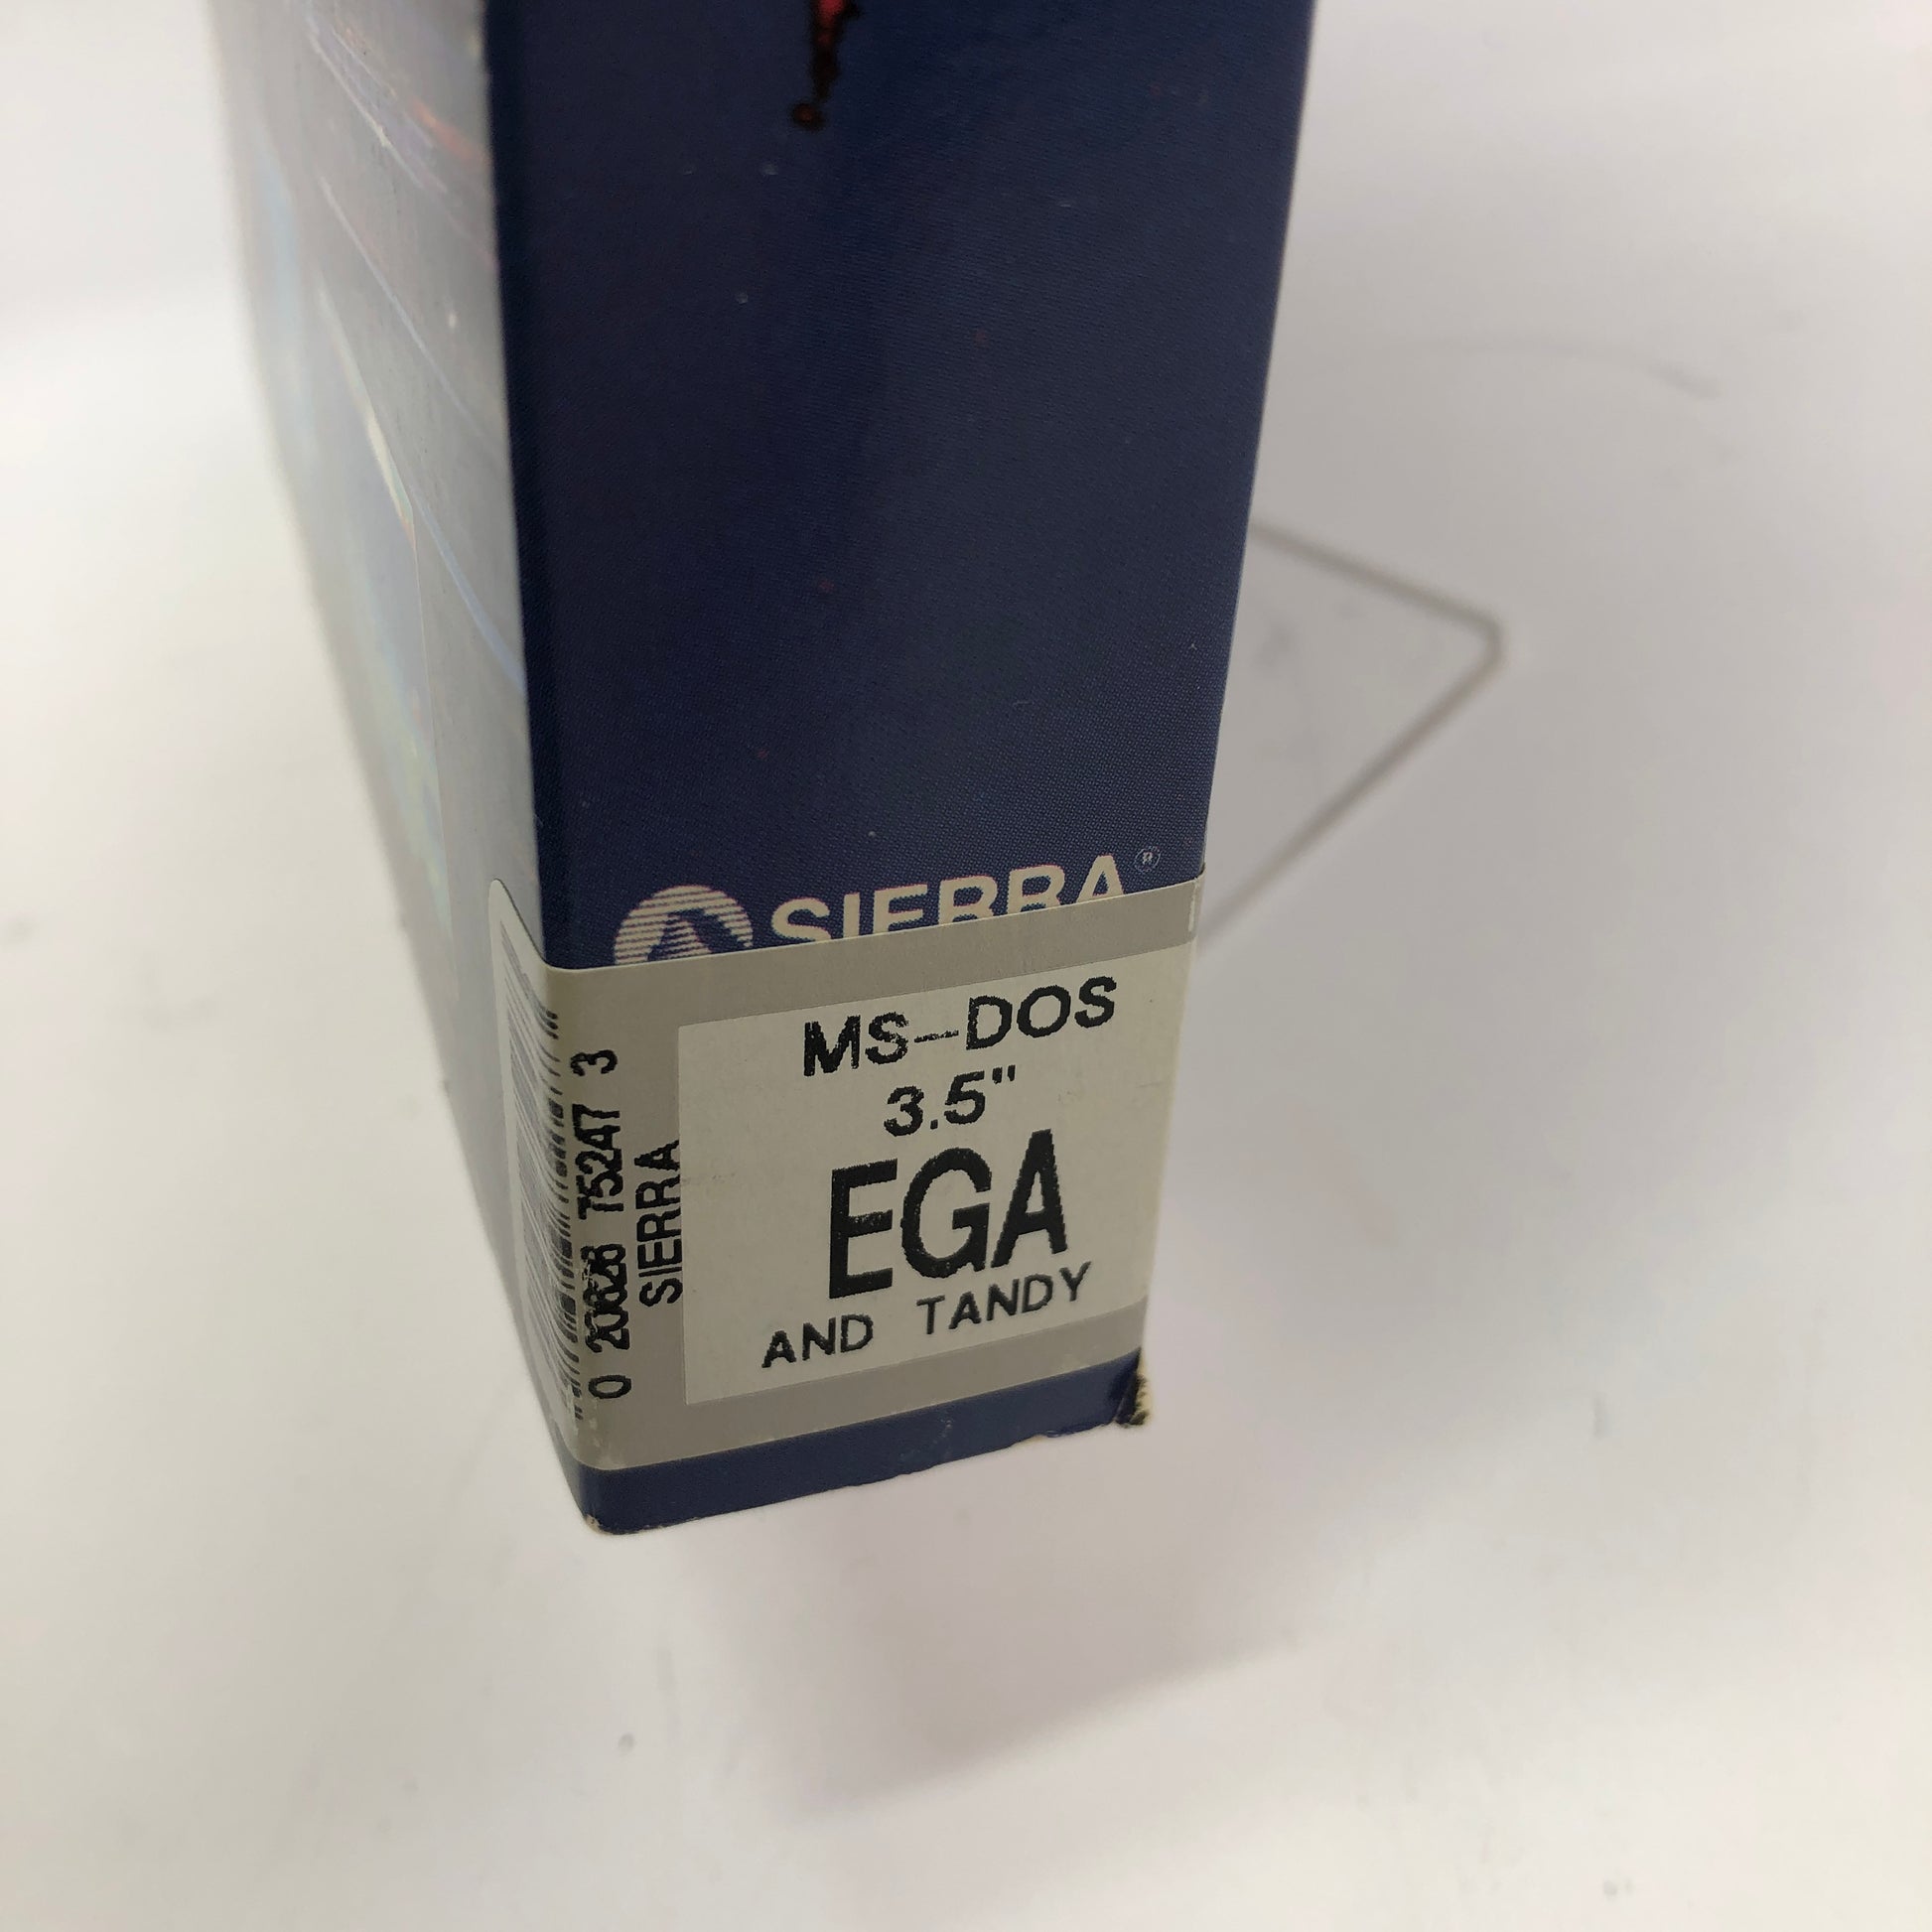 SIERRA®
MS-DOS
3.5"
EGA
AND TANDY
0 20626 75247 3
SIERRA